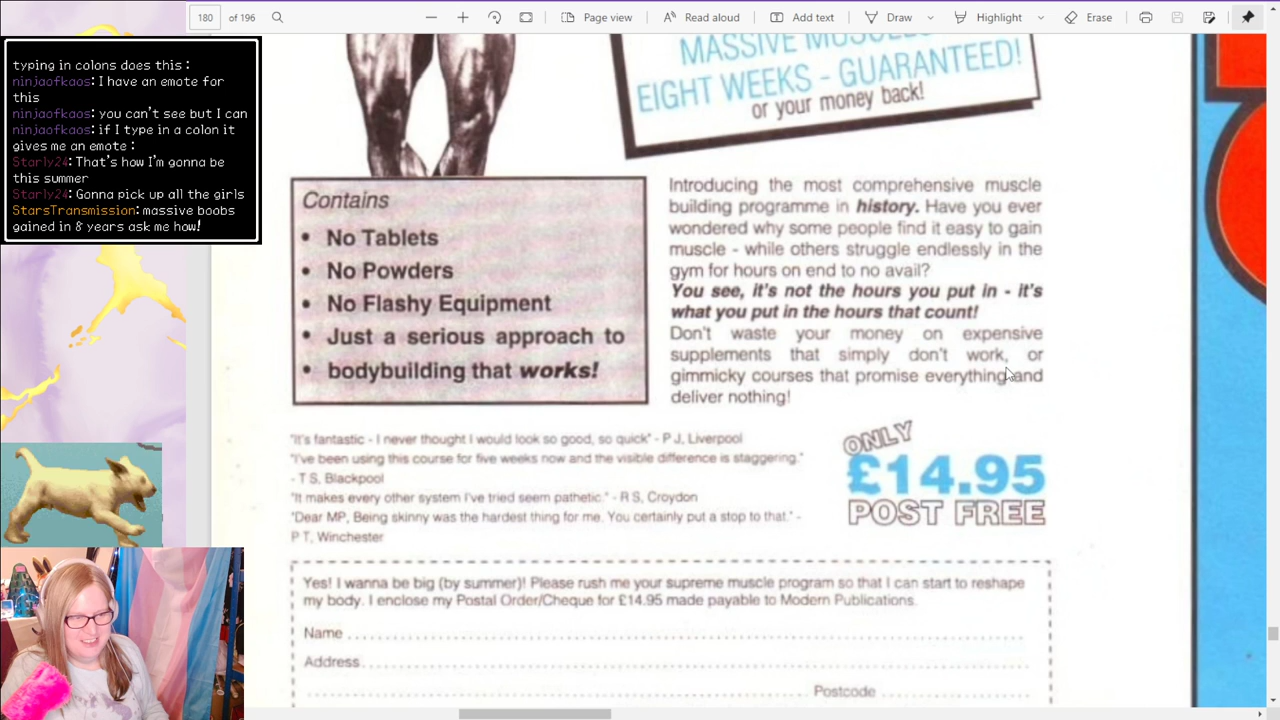 180 of 196
Page view
Read aloud
Add text
Draw
Highlight
Erase
typing in colons does this :
ninjaofkaos: I have an emote for
this
ninjaofkaos: you can't see but I can
ninjaofkaos: if I type in a colon it
gives me an emote :
Starly24: That's how I'm gonna be
this summer
Starly24: Gonna pick up all the girls
StarsTransmission: massive boobs
gained in 8 years ask me how!
MASSIVE MUSCLES
EIGHT WEEKS - GUARANTEED!
or your money back!
Contains
• No Tablets
• No Powders
• No Flashy Equipment
• Just a serious approach to
• bodybuilding that works!
Introducing the most comprehensive muscle
building programme in history. Have you ever
wondered why some people find it easy to gain
muscle - while others struggle endlessly in the
gym for hours on end to no avail?
You see, it's not the hours you put in - it's
what you put in the hours that count!
Don't waste your money on expensive
supplements that simply don't work, or
gimmicky courses that promise everything and
deliver nothing!
"It's fantastic - I never thought I would look so good, so quick" - P J, Liverpool
"I've been using this course for five weeks now and the visible difference is staggering."
- T S, Blackpool
"It makes every other system I've tried seem pathetic." - R S, Croydon
"Dear MP, Being skinny was the hardest thing for me. You certainly put a stop to that." -
P T, Winchester
ONLY
£14.95
POST FREE
Yes! I wanna be big (by summer)! Please rush me your supreme muscle program so that I can start to reshape
my body. I enclose my Postal Order/Cheque for £14.95 made payable to Modern Publications.
Name
Address
Postcode